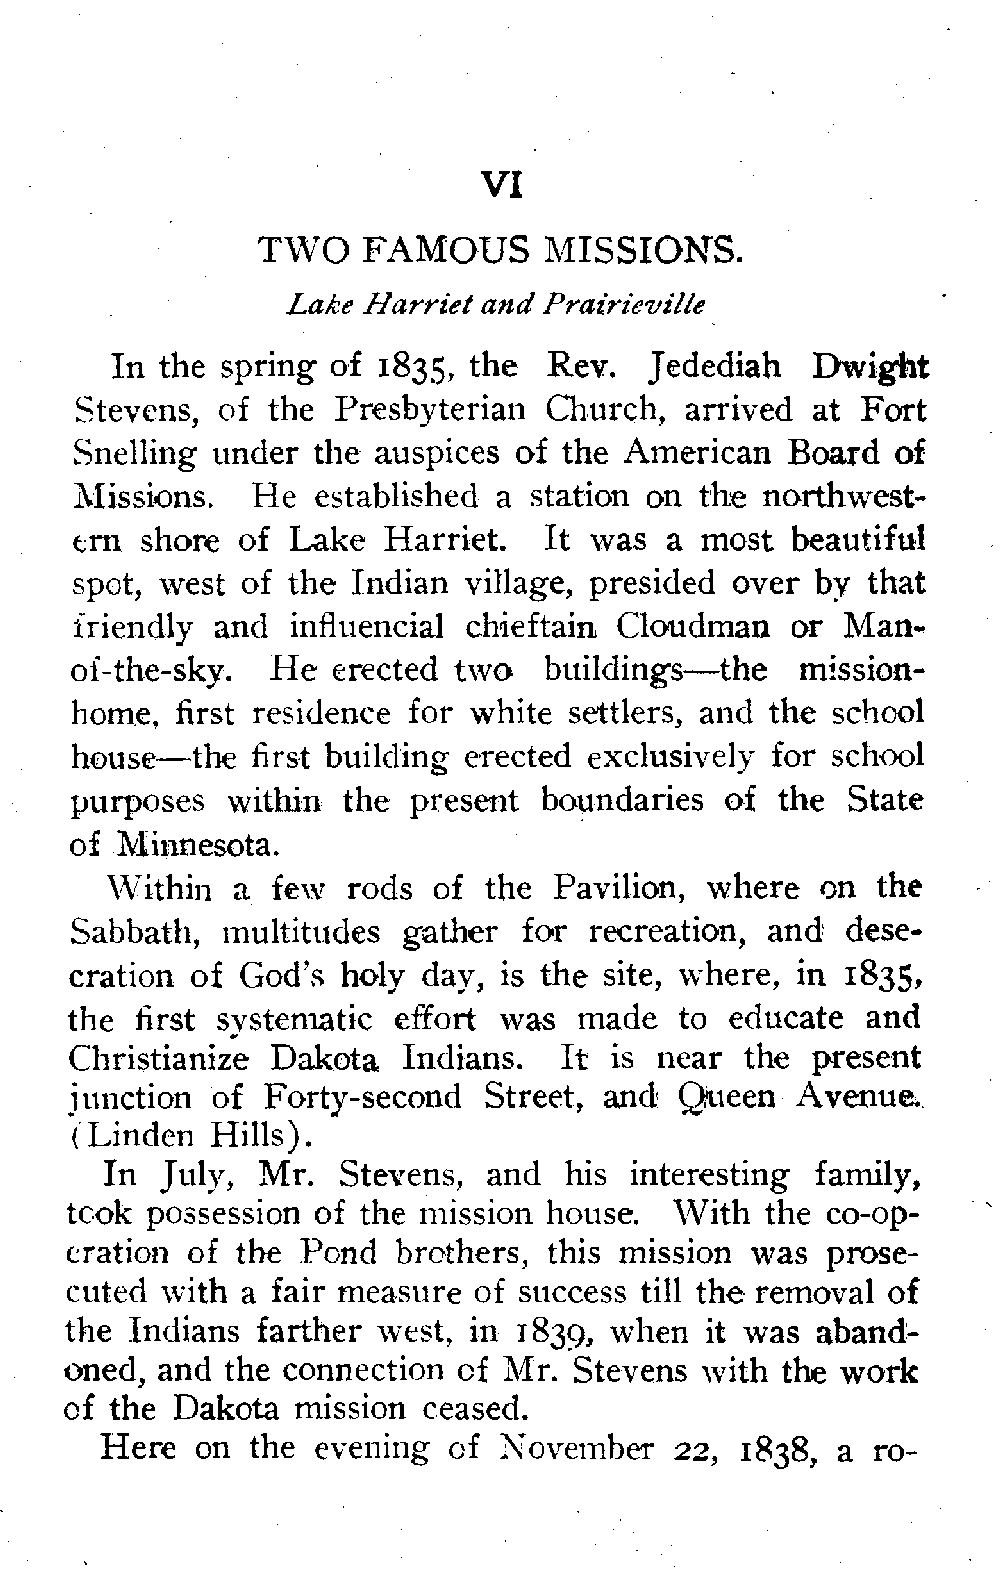 VI
TWO FAMOUS MISSIONS.
Lake Harriet and Prairieville
In the spring of 1835, the Rev. Jedediah Dwight
Stevens, of the Presbyterian Church, arrived at Fort
Snelling under the auspices of the American Board of
Missions. He established a station on the northwest-
ern shore of Lake Harriet. It was a most beautiful
spot, west of the Indian village, presided over by that
friendly and influencial chieftain Cloudman or Man-
of-the-sky. He erected two buildings—the mission-
home, first residence for white settlers, and the school
house—the first building erected exclusively for school
purposes within the present boundaries of the State
of Minnesota.
Within a few rods of the Pavilion, where on the
Sabbath, multitudes gather for recreation, and dese-
cration of God's holy day, is the site, where, in 1835,
the first systematic effort was made to educate and
Christianize Dakota Indians. It is near the present
junction of Forty-second Street, and Queen Avenue.
(Linden Hills).
In July, Mr. Stevens, and his interesting family,
took possession of the mission house. With the co-op-
eration of the Pond brothers, this mission was prose-
cuted with a fair measure of success till the removal of
the Indians farther west, in 1839, when it was aband-
oned, and the connection of Mr. Stevens with the work
of the Dakota mission ceased.
Here on the evening of November 22, 1838, a ro-